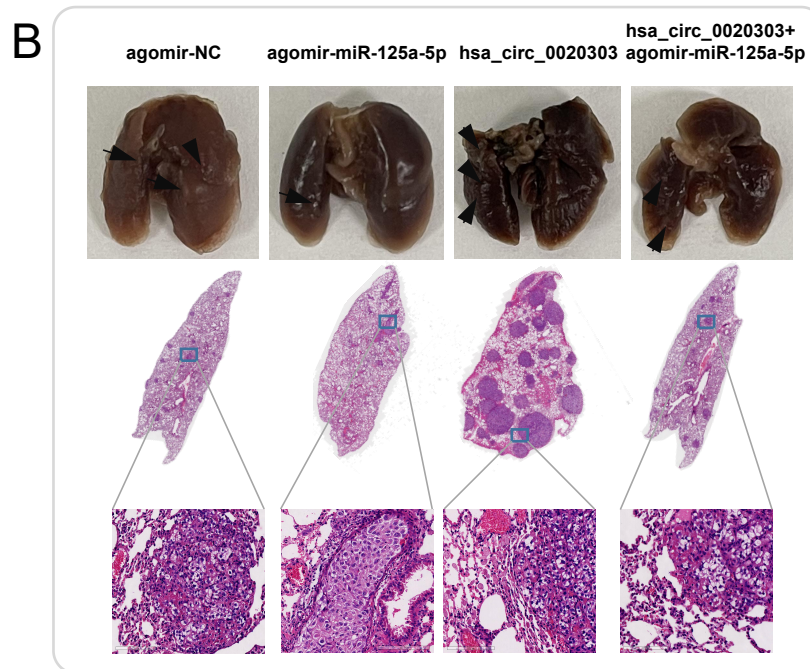 B
agomir-NC
agomir-miR-125a-5p
hsa_circ_0020303
hsa_circ_0020303+
agomir-miR-125a-5p